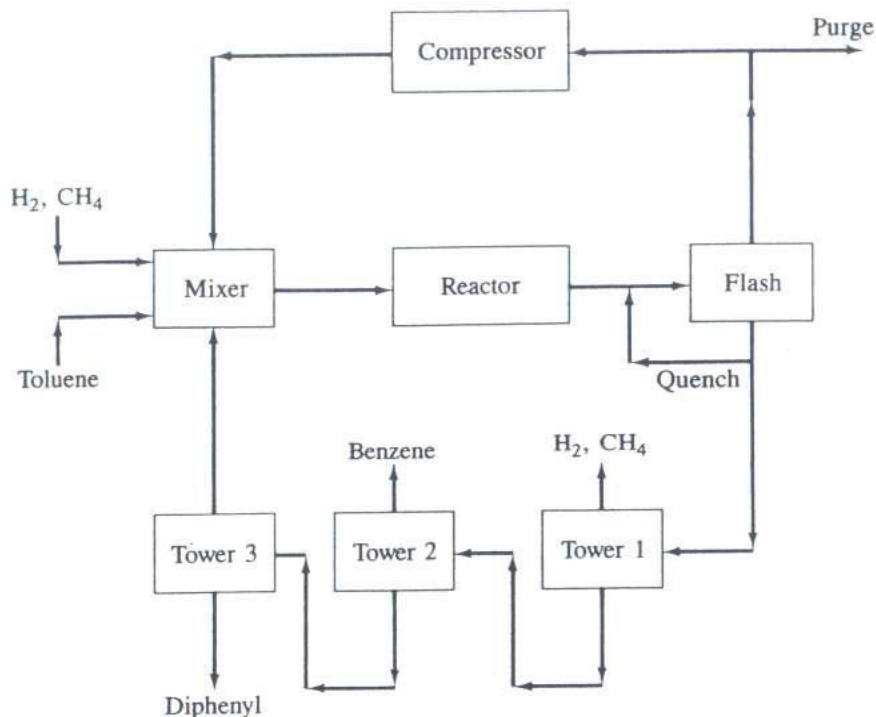 Purge
Compressor
H₂, CH₄
Mixer
Reactor
Flash
Toluene
Quench
Benzene
H₂, CH₄
Tower 3
Tower 2
Tower 1
Diphenyl